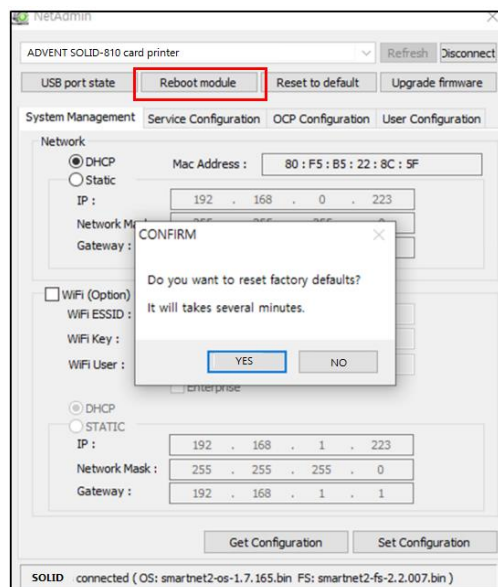 NetAdmin
ADVENT SOLID-810 card printer Refresh Disconnect
USB port state Reboot module Reset to default Upgrade firmware
System Management Service Configuration OCP Configuration User Configuration
Network
DHCP Mac Address : 80 : F5 : B5 : 22 : 8C : 5F
Static
IP : 192 . 168 . 0 . 223
Network
Gateway :
CONFIRM
Do you want to reset factory defaults?
It will takes several minutes.
YES NO
WiFi (Option)
WiFi ESSID :
WiFi Key :
WiFi User :
Enterprise
DHCP
STATIC
IP : 192 . 168 . 1 . 223
Network Mask : 255 . 255 . 255 . 0
Gateway : 192 . 168 . 1 . 1
Get Configuration Set Configuration
SOLID connected ( OS: smartnet2-os-1.7.165.bin FS: smartnet2-fs-2.2.007.bin )